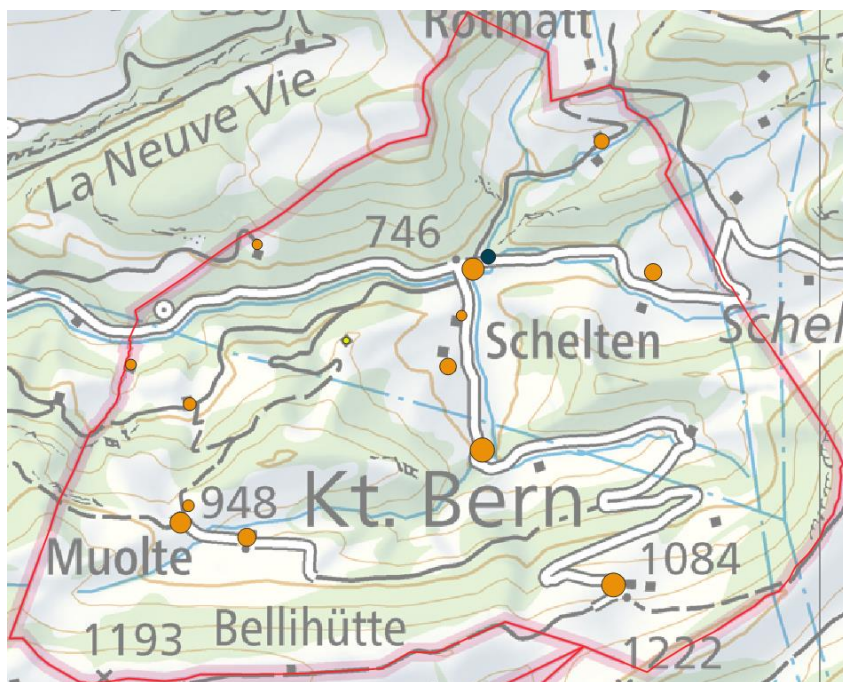 Rotmatt
La Neuve Vie
746
Schelten
Schel
948
Kt. Bern
Muolte
1084
Bellihütte
1193
1222